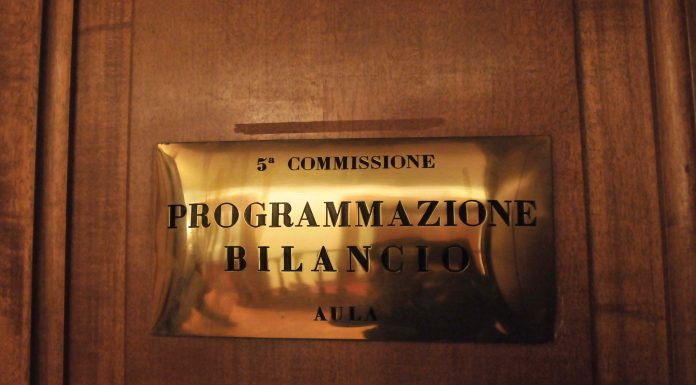 5ª COMMISSIONE
PROGRAMMAZIONE
BILANCIO
AULA